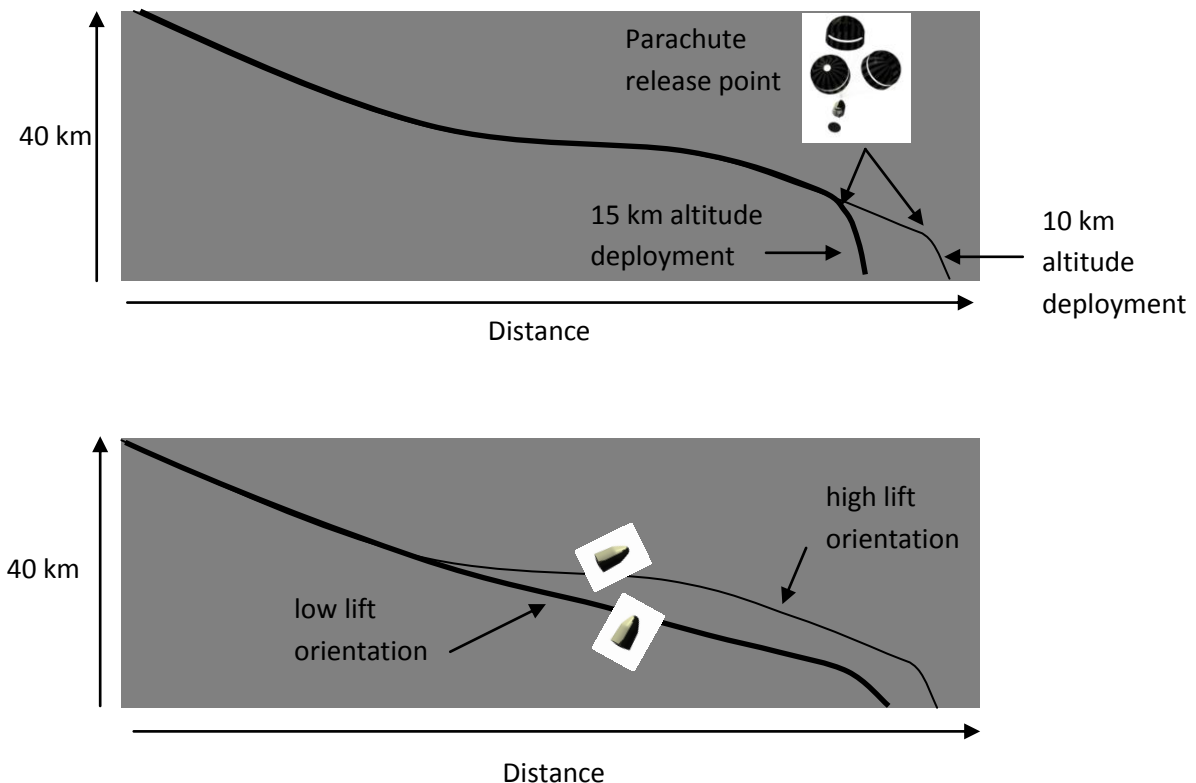 Parachute
release point
40 km
15 km altitude
deployment
10 km
altitude
deployment
Distance
high lift
orientation
40 km
low lift
orientation
Distance